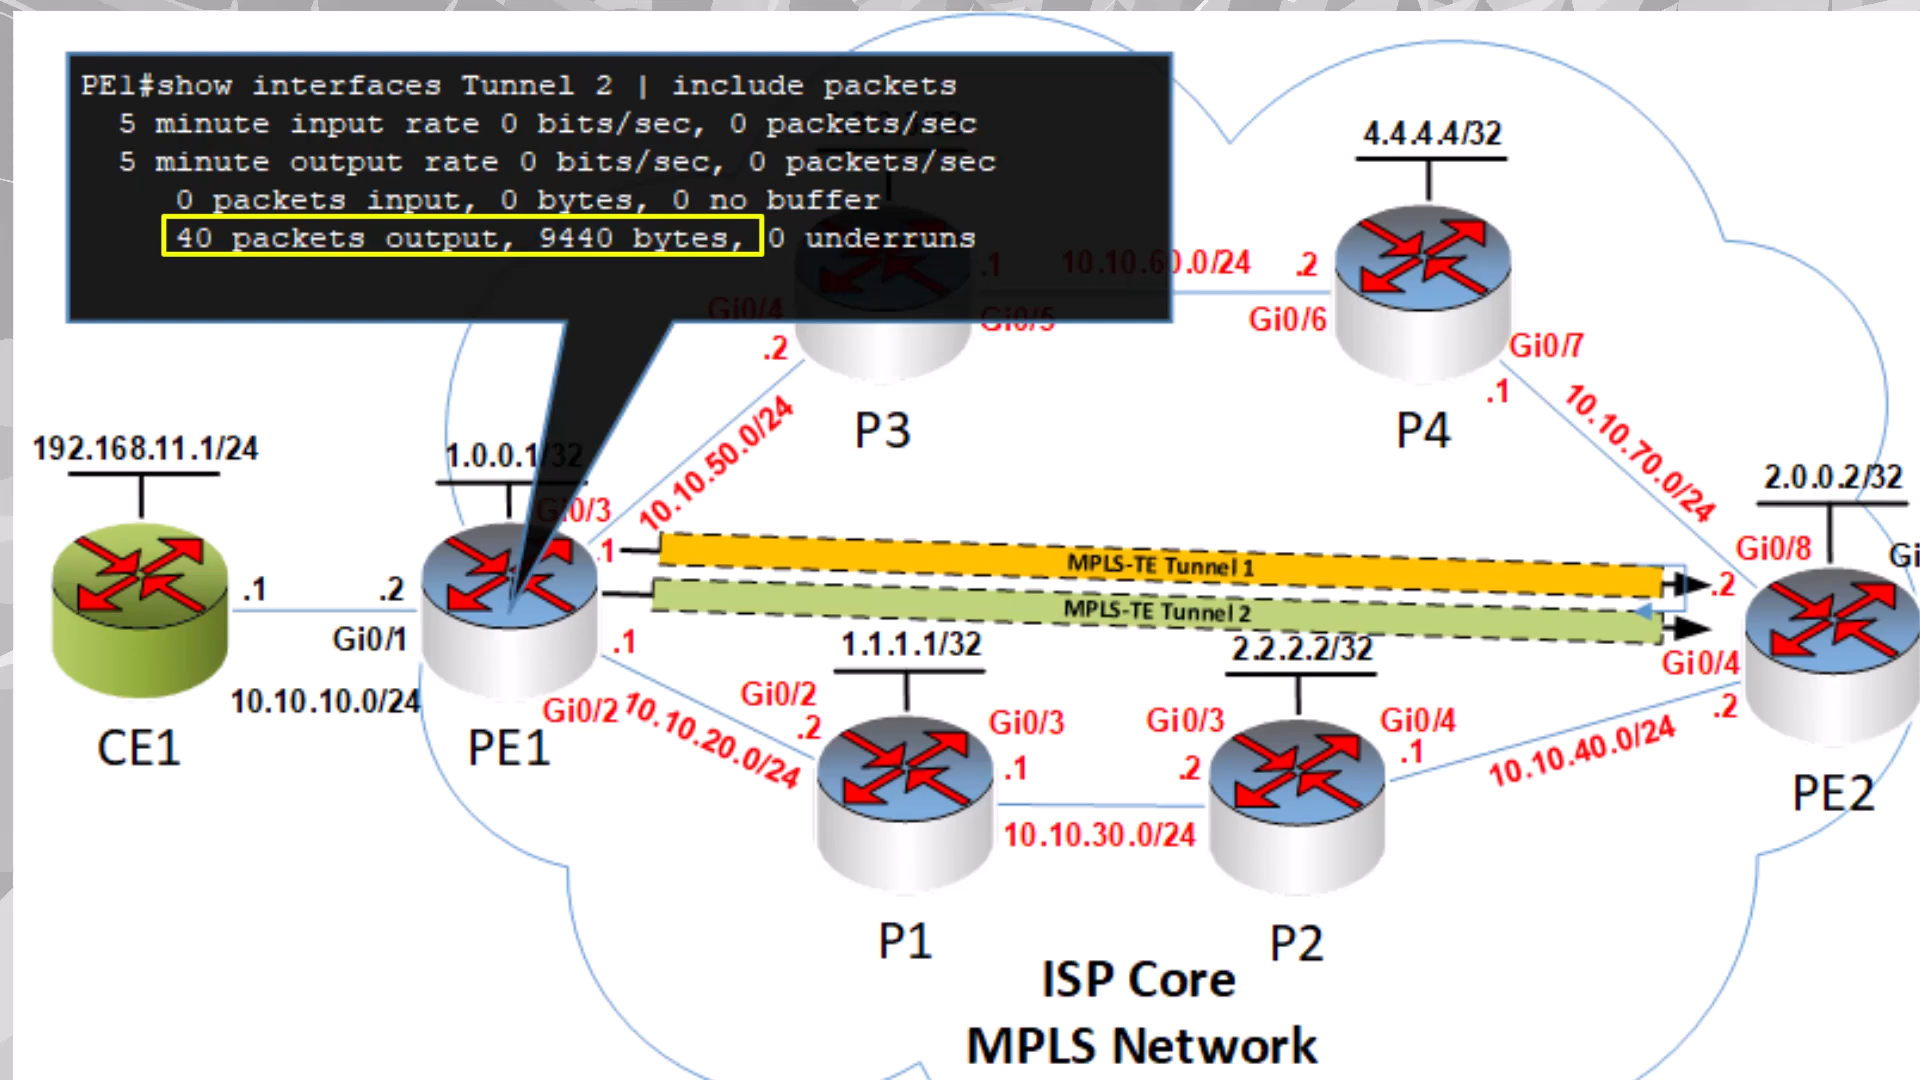 PE1#show interfaces Tunnel 2 | include packets
5 minute input rate 0 bits/sec, 0 packets/sec
5 minute output rate 0 bits/sec, 0 packets/sec
0 packets input, 0 bytes, 0 no buffer
40 packets output, 9440 bytes, 0 underruns
4.4.4.4/32
.1
10.10.60.0/24
.2
Gi0/4
Gi0/5
Gi0/6
.2
Gi0/7
.1
P3
P4
10.10.50.0/24
10.10.70.0/24
192.168.11.1/24
1.0.0.1/32
2.0.0.2/32
Gi0/3
.1
Gi0/8
Gi
MPLS-TE Tunnel 1
.2
MPLS-TE Tunnel 2
.1
.2
Gi0/1
.1
1.1.1.1/32
2.2.2.2/32
Gi0/4
10.10.10.0/24
Gi0/2
10.10.20.0/24
Gi0/2
.2
Gi0/3
.1
Gi0/3
.2
Gi0/4
.1
.2
10.10.40.0/24
CE1
PE1
PE2
10.10.30.0/24
P1
P2
ISP Core
MPLS Network